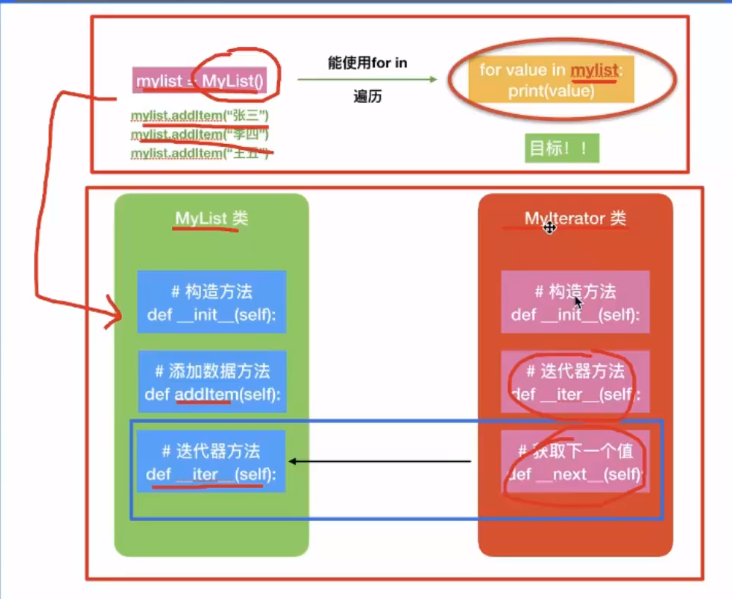 mylist = MyList()
能使用for in
遍历
for value in mylist:
print(value)
mylist.addItem(“张三”)
mylist.addItem(“李四”)
mylist.addItem(“王五”)
目标！！
MyList 类
# 构造方法
def __init__(self):
# 添加数据方法
def addItem(self):
# 迭代器方法
def __iter__(self):
MyIterator 类
# 构造方法
def __init__(self):
# 迭代器方法
def __iter__(self):
# 获取下一个值
def __next__(self):